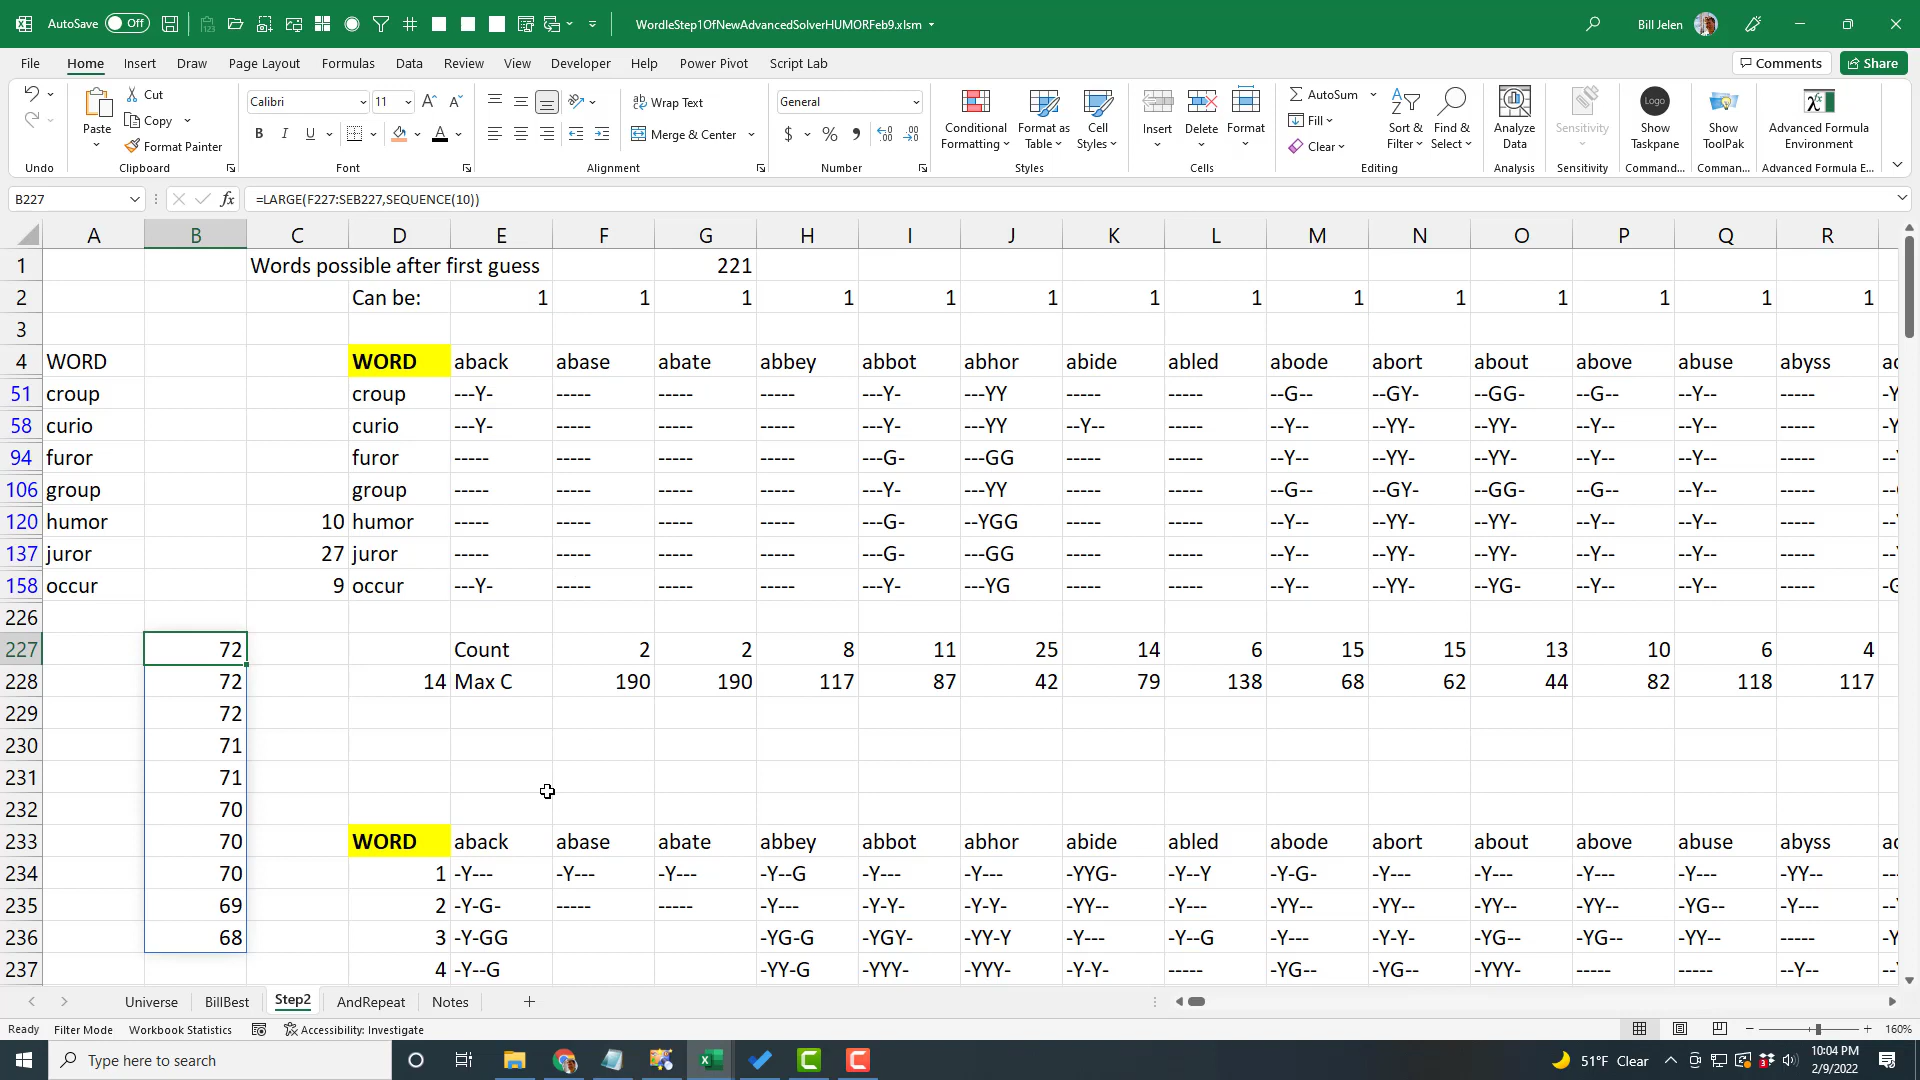 AutoSave Off WordleStep1OfNewAdvancedSolverHUMORFeb9.xlsm Bill Jelen
File Home Insert Draw Page Layout Formulas Data Review View Developer Help Power Pivot Script Lab Comments Share
Undo
Paste Cut Copy Format Painter
Clipboard
Calibri 11
B I U A
Font
Wrap Text
Merge & Center
Alignment
General
$ % 9
Number
Conditional Formatting Format as Table Cell Styles
Styles
Insert Delete Format
Cells
AutoSum Fill Clear
Sort & Filter Find & Select
Editing
Analyze Data
Analysis
Sensitivity
Sensitivity
Logo
Show Taskpane
Command...
Show ToolPak
Comman...
Advanced Formula Environment
Advanced Formula E...
B227 fx =LARGE(F227:SEB227,SEQUENCE(10))
A B C D E F G H I J K L M N O P Q R
1 Words possible after first guess 221
2 Can be: 1 1 1 1 1 1 1 1 1 1 1 1 1 1
3
4 WORD WORD aback abase abate abbey abbot abhor abide abled abode abort about above abuse abyss ac
51 croup croup ---Y- ----- ----- ----- ---Y- ---YY ----- ----- --G-- --GY- --GG- --G-- --Y-- ----- -Y
58 curio curio ---Y- ----- ----- ----- ---Y- ---YY --Y-- ----- --Y-- --YY- --YY- --Y-- --Y-- ----- -Y
94 furor furor ----- ----- ----- ----- ---G- ---GG ----- ----- --Y-- --YY- --YY- --Y-- --Y-- -----
106 group group ----- ----- ----- ----- ---Y- ---YY ----- ----- --G-- --GY- --GG- --G-- --Y-- -----
120 humor 10 humor ----- ----- ----- ----- ---G- --YGG ----- ----- --Y-- --YY- --YY- --Y-- --Y-- -----
137 juror 27 juror ----- ----- ----- ----- ---G- ---GG ----- ----- --Y-- --YY- --YY- --Y-- --Y-- -----
158 occur 9 occur ---Y- ----- ----- ----- ---Y- ---YG ----- ----- --Y-- --YY- --YG- --Y-- --Y-- ----- -G
226
227 72 Count 2 2 8 11 25 14 6 15 15 13 10 6 4
228 72 14 Max C 190 190 117 87 42 79 138 68 62 44 82 118 117
229 72
230 71
231 71
232 70
233 70 WORD aback abase abate abbey abbot abhor abide abled abode abort about above abuse abyss ac
234 70 1 -Y--- -Y--- -Y--- -Y--G -Y--- -Y--- -YYG- -Y--Y -Y-G- -Y--- -Y--- -Y--- -Y--- -YY--
235 69 2 -Y-G- ----- ----- -Y--- -Y-Y- -Y-Y- -YY-- -Y--- -YY-- -YY-- -YY-- -YY-- -YG-- -Y---
236 68 3 -Y-GG -YG-G -YGY- -YY-Y -Y--- -Y--G -Y--- -Y-Y- -YG-- -YG-- -YY-- ----- -Y
237 4 -Y--G -YY-G -YYY- -YYY- -Y-Y- ----- -YG-- -YG-- -YYY- ----- ----- --Y--
Universe BillBest Step2 AndRepeat Notes
Ready Filter Mode Workbook Statistics Accessibility: Investigate 160%
Type here to search 51°F Clear 10:04 PM
2/9/2022